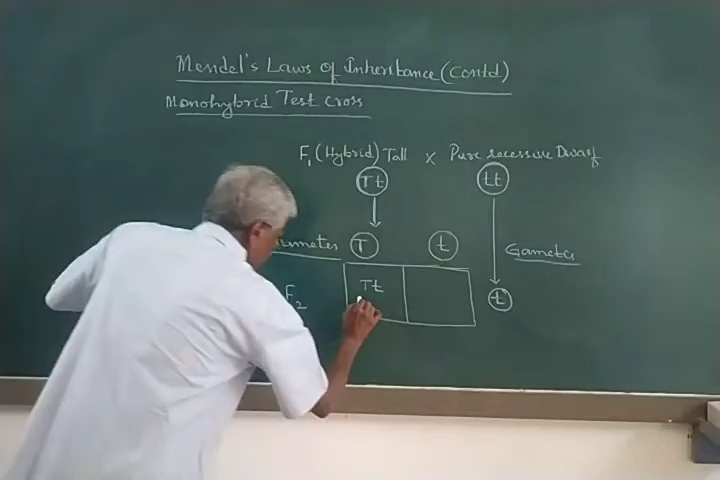 Mendel's Laws of Inheritance (Contd)
Monohybrid Test Cross
F₁ (Hybrid) Tall x Pure recessive Dwarf
Tt tt
T t Gametes
Tt
F₂ t